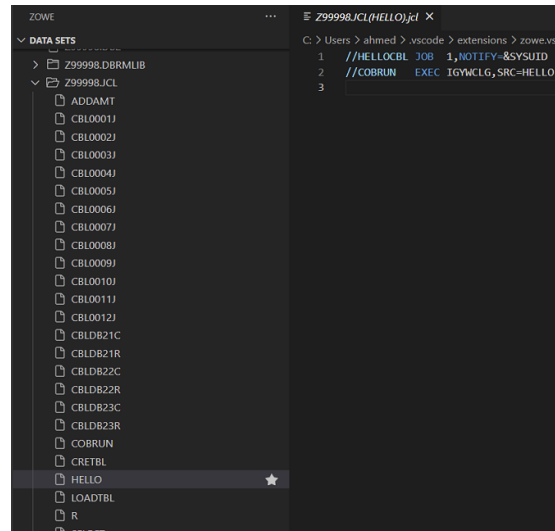 ZOWE
DATA SETS
Z99998.DBRMLIB
Z99998.JCL
ADDAMT
CBL0001J
CBL0002J
CBL0003J
CBL0004J
CBL0005J
CBL0006J
CBL0007J
CBL0008J
CBL0009J
CBL0010J
CBL0011J
CBL0012J
CBLDB21C
CBLDB21R
CBLDB22C
CBLDB22R
CBLDB23C
CBLDB23R
COBRUN
CRETBL
HELLO
LOADTBL
R
Z99998.JCL(HELLO).jcl
C: > Users > ahmed > .vscode > extensions > zowe.vs
1 //HELLOCBL JOB 1,NOTIFY=&SYSUID
2 //COBRUN EXEC IGYWCLG,SRC=HELLO
3